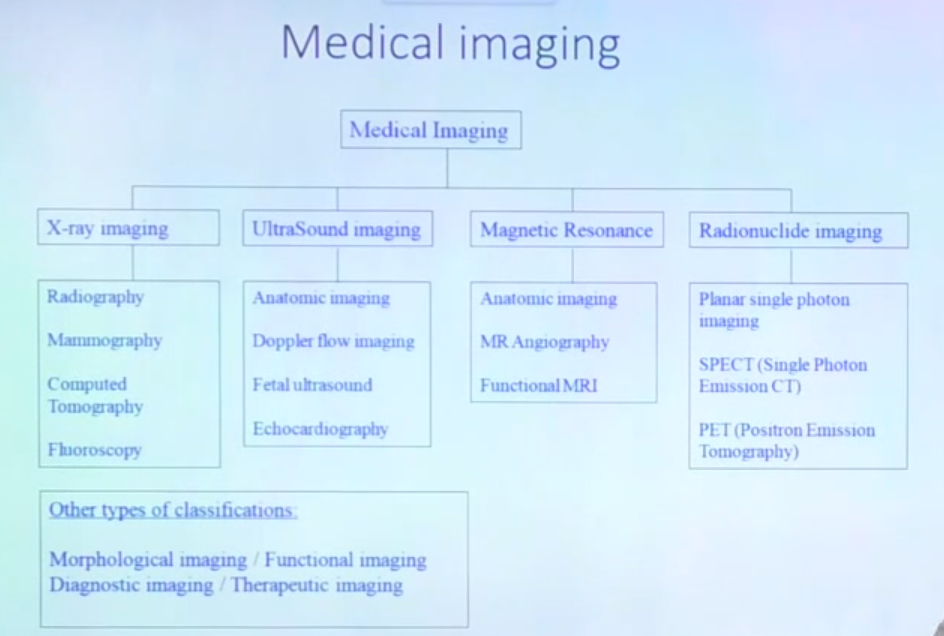 Medical imaging
Medical Imaging
X-ray imaging
UltraSound imaging
Magnetic Resonance
Radionuclide imaging
Radiography
Mammography
Computed
Tomography
Fluoroscopy
Anatomic imaging
Doppler flow imaging
Fetal ultrasound
Echocardiography
Anatomic imaging
MR Angiography
Functional MRI
Planar single photon
imaging
SPECT (Single Photon
Emission CT)
PET (Positron Emission
Tomography)
Other types of classifications:
Morphological imaging / Functional imaging
Diagnostic imaging / Therapeutic imaging